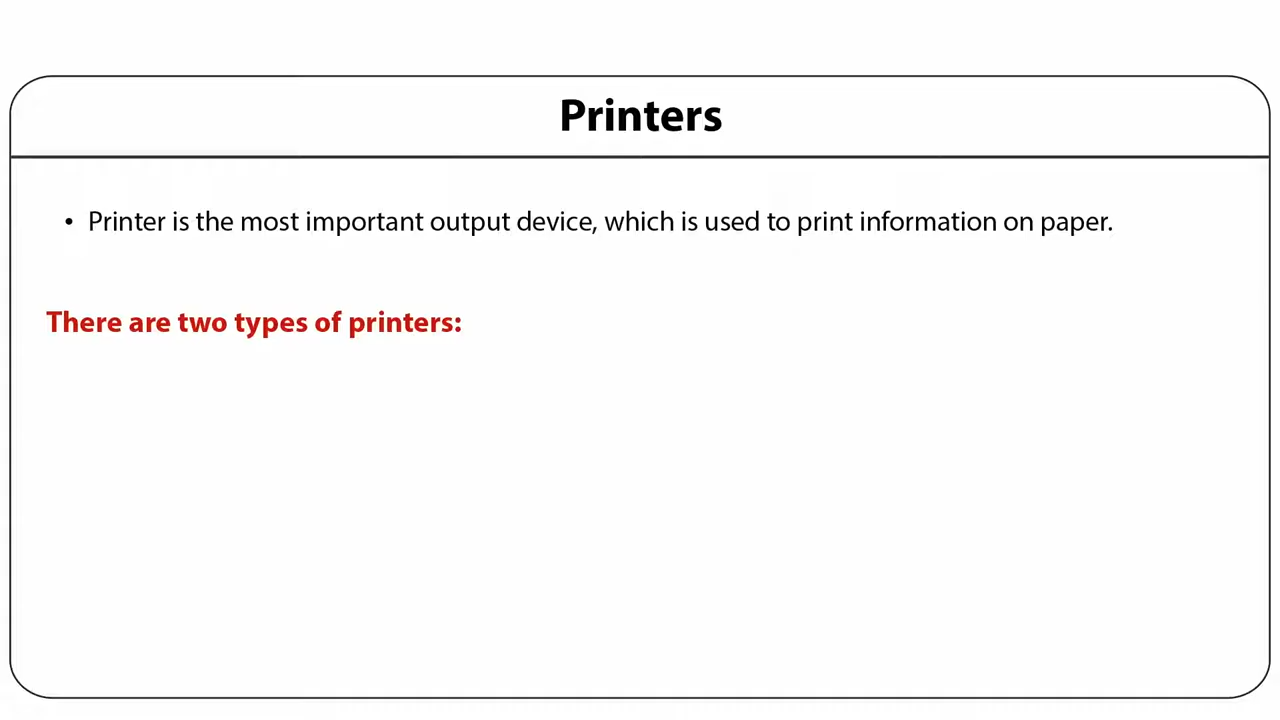 Printers
• Printer is the most important output device, which is used to print information on paper.
There are two types of printers: